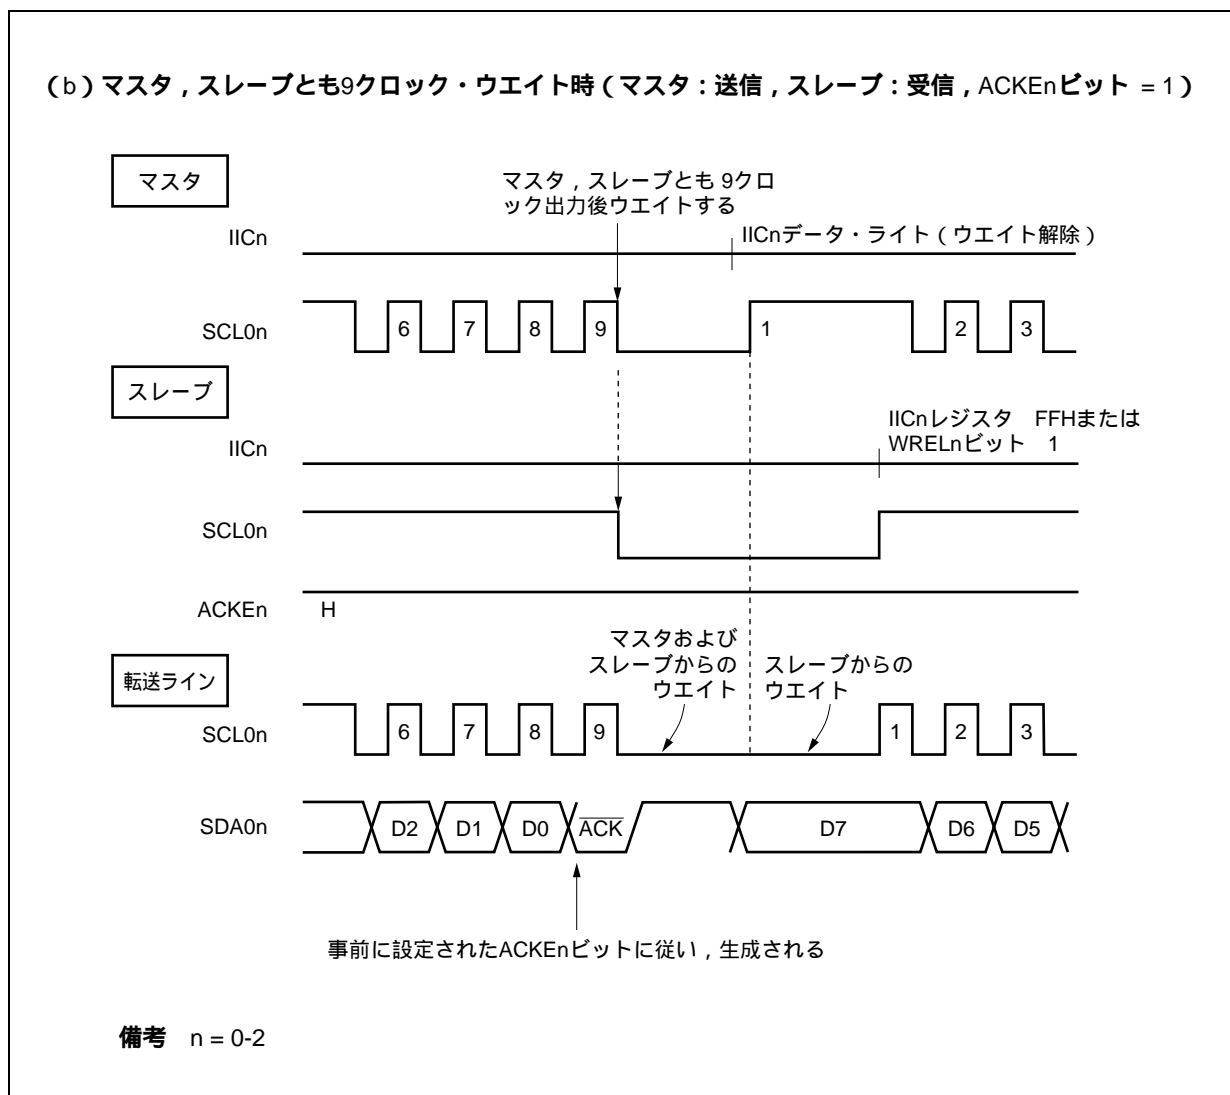 （b）マスタ，スレーブとも9クロック・ウエイト時（マスタ：送信，スレーブ：受信，ACKEnビット = 1）
マスタ
マスタ，スレーブとも 9クロ
ック出力後ウエイトする
IICn
IICnデータ・ライト（ウエイト解除）
SCL0n
6 7 8 9 1 2 3
スレーブ
IICnレジスタ　FFHまたは
WRELnビット　1
IICn
SCL0n
ACKEn
H
マスタおよび
スレーブからの
ウエイト
スレーブからの
ウエイト
転送ライン
SCL0n
6 7 8 9 1 2 3
SDA0n
D2 D1 D0 ACK D7 D6 D5
事前に設定されたACKEnビットに従い，生成される
備考　n = 0-2